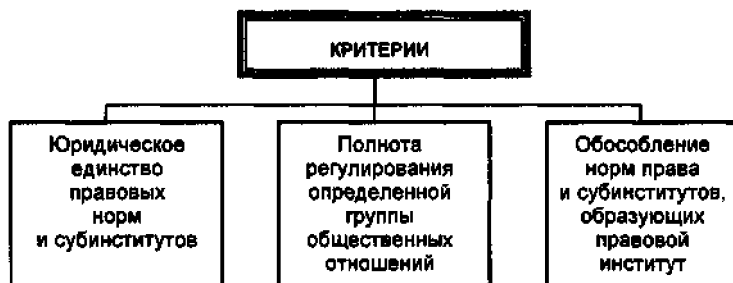 КРИТЕРИИ
Юридическое
единство
правовых
норм
и субинститутов
Полнота
регулирования
определенной
группы
общественных
отношений
Обособление
норм права
и субинститутов,
образующих
правовой
институт